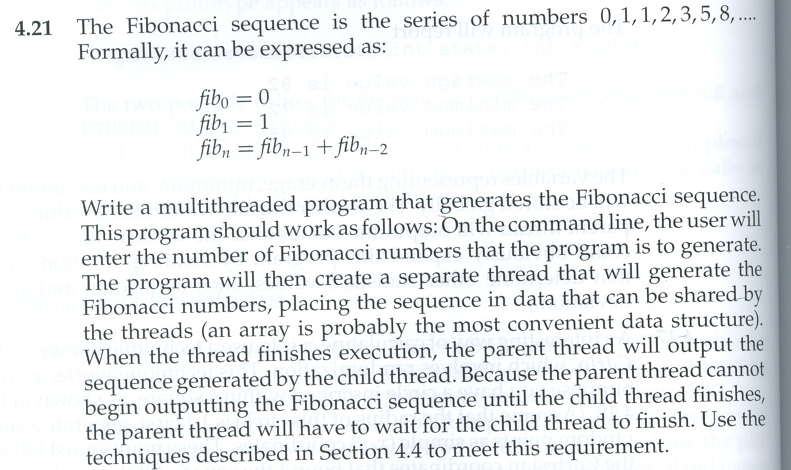 4.21 The Fibonacci sequence is the series of numbers 0,1,1,2,3,5,8,....
Formally, it can be expressed as:
fib₀ = 0
fib₁ = 1
fibₙ = fibₙ₋₁ + fibₙ₋₂
Write a multithreaded program that generates the Fibonacci sequence.
This program should work as follows: On the command line, the user will
enter the number of Fibonacci numbers that the program is to generate.
The program will then create a separate thread that will generate the
Fibonacci numbers, placing the sequence in data that can be shared by
the threads (an array is probably the most convenient data structure).
When the thread finishes execution, the parent thread will output the
sequence generated by the child thread. Because the parent thread cannot
begin outputting the Fibonacci sequence until the child thread finishes,
the parent thread will have to wait for the child thread to finish. Use the
techniques described in Section 4.4 to meet this requirement.